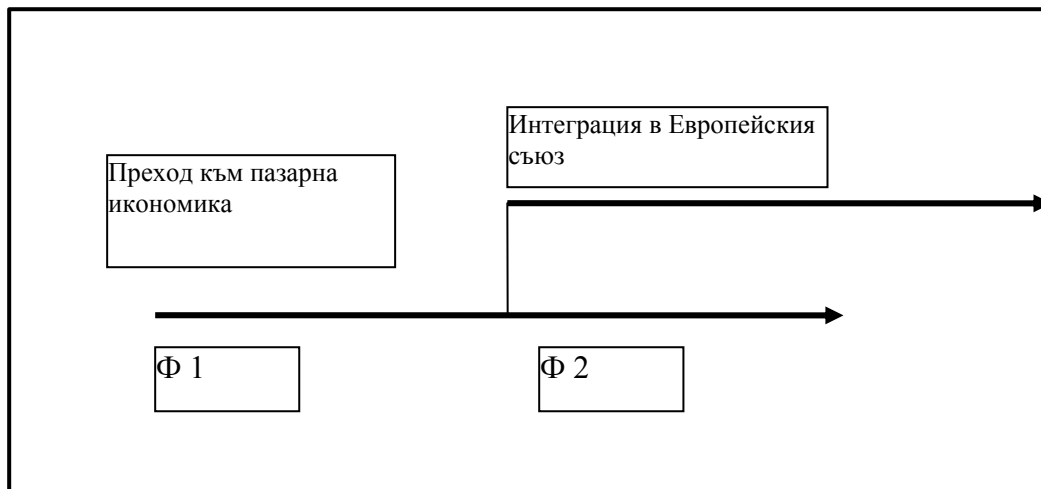 Интеграция в Европейския
съюз
Преход към пазарна
икономика
Ф 1
Ф 2